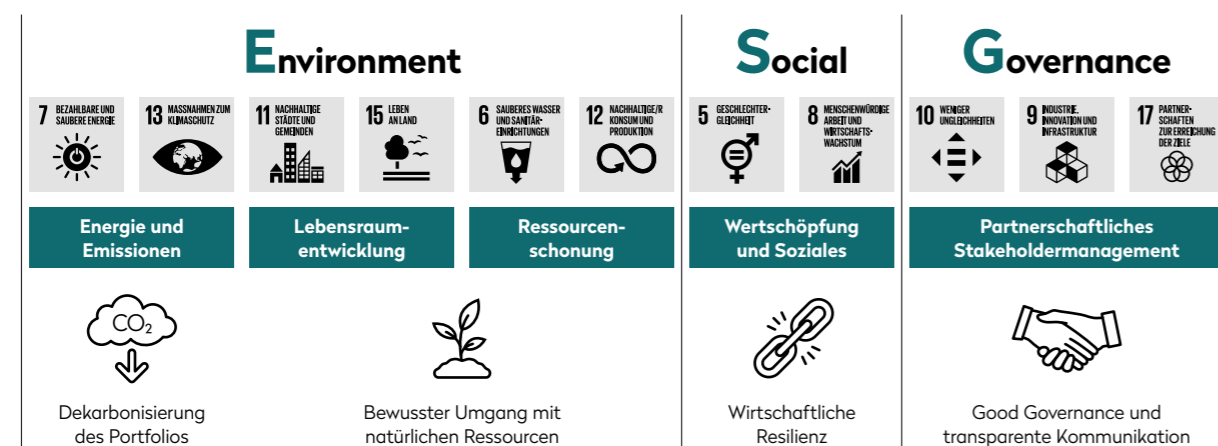 Environment
7 BEZAHLBARE UND
SAUBERE ENERGIE
13 MASSNAHMEN ZUM
KLIMASCHUTZ
11 NACHHALTIGE
STÄDTE UND
GEMEINDEN
15 LEBEN
AN LAND
6 SAUBERES WASSER
UND SANITÄR-
EINRICHTUNGEN
12 NACHHALTIGE/R
KONSUM UND
PRODUKTION
Energie und
Emissionen
Lebensraum-
entwicklung
Ressourcen-
schonung
CO₂
Dekarbonisierung
des Portfolios
Bewusster Umgang mit
natürlichen Ressourcen
Social
5 GESCHLECHTER-
GLEICHHEIT
8 MENSCHENWÜRDIGE
ARBEIT UND
WIRTSCHAFTS-
WACHSTUM
Wertschöpfung
und Soziales
Wirtschaftliche
Resilienz
Governance
10 WENIGER
UNGLEICHHEITEN
9 INDUSTRIE,
INNOVATION UND
INFRASTRUKTUR
17 PARTNER-
SCHAFTEN
ZUR ERREICHUNG
DER ZIELE
Partnerschaftliches
Stakeholdermanagement
Good Governance und
transparente Kommunikation